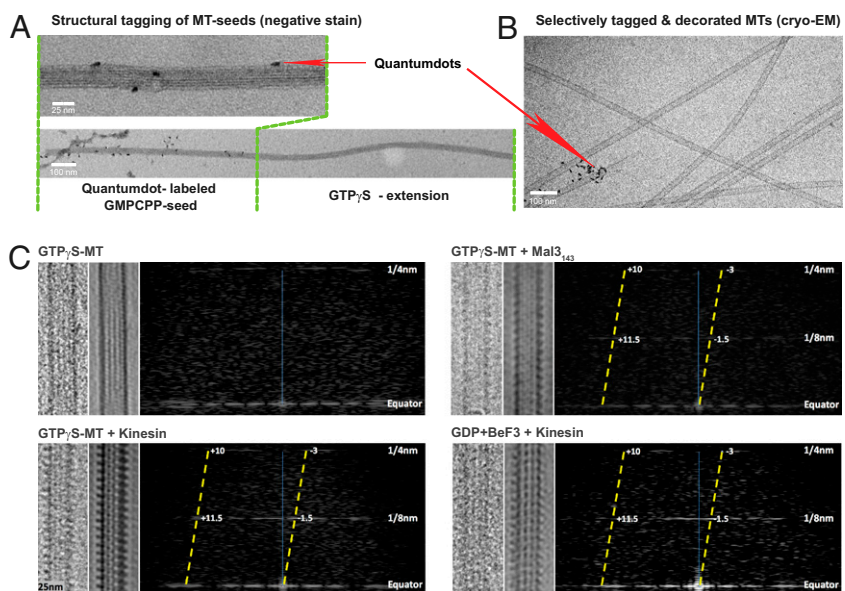 A
Structural tagging of MT-seeds (negative stain)
B
Selectively tagged & decorated MTs (cryo-EM)
Quantumdots
25 nm
100 nm
Quantumdot- labeled
GMPCPP-seed
GTPγS - extension
100 nm
C
GTPγS-MT
1/4nm
Equator
GTPγS-MT + Mal3₁₄₃
+10
-3
1/4nm
+11.5
-1.5
1/8nm
Equator
GTPγS-MT + Kinesin
+10
-3
1/4nm
+11.5
-1.5
1/8nm
25nm
Equator
GDP+BeF3 + Kinesin
+10
-3
1/4nm
+11.5
-1.5
1/8nm
Equator